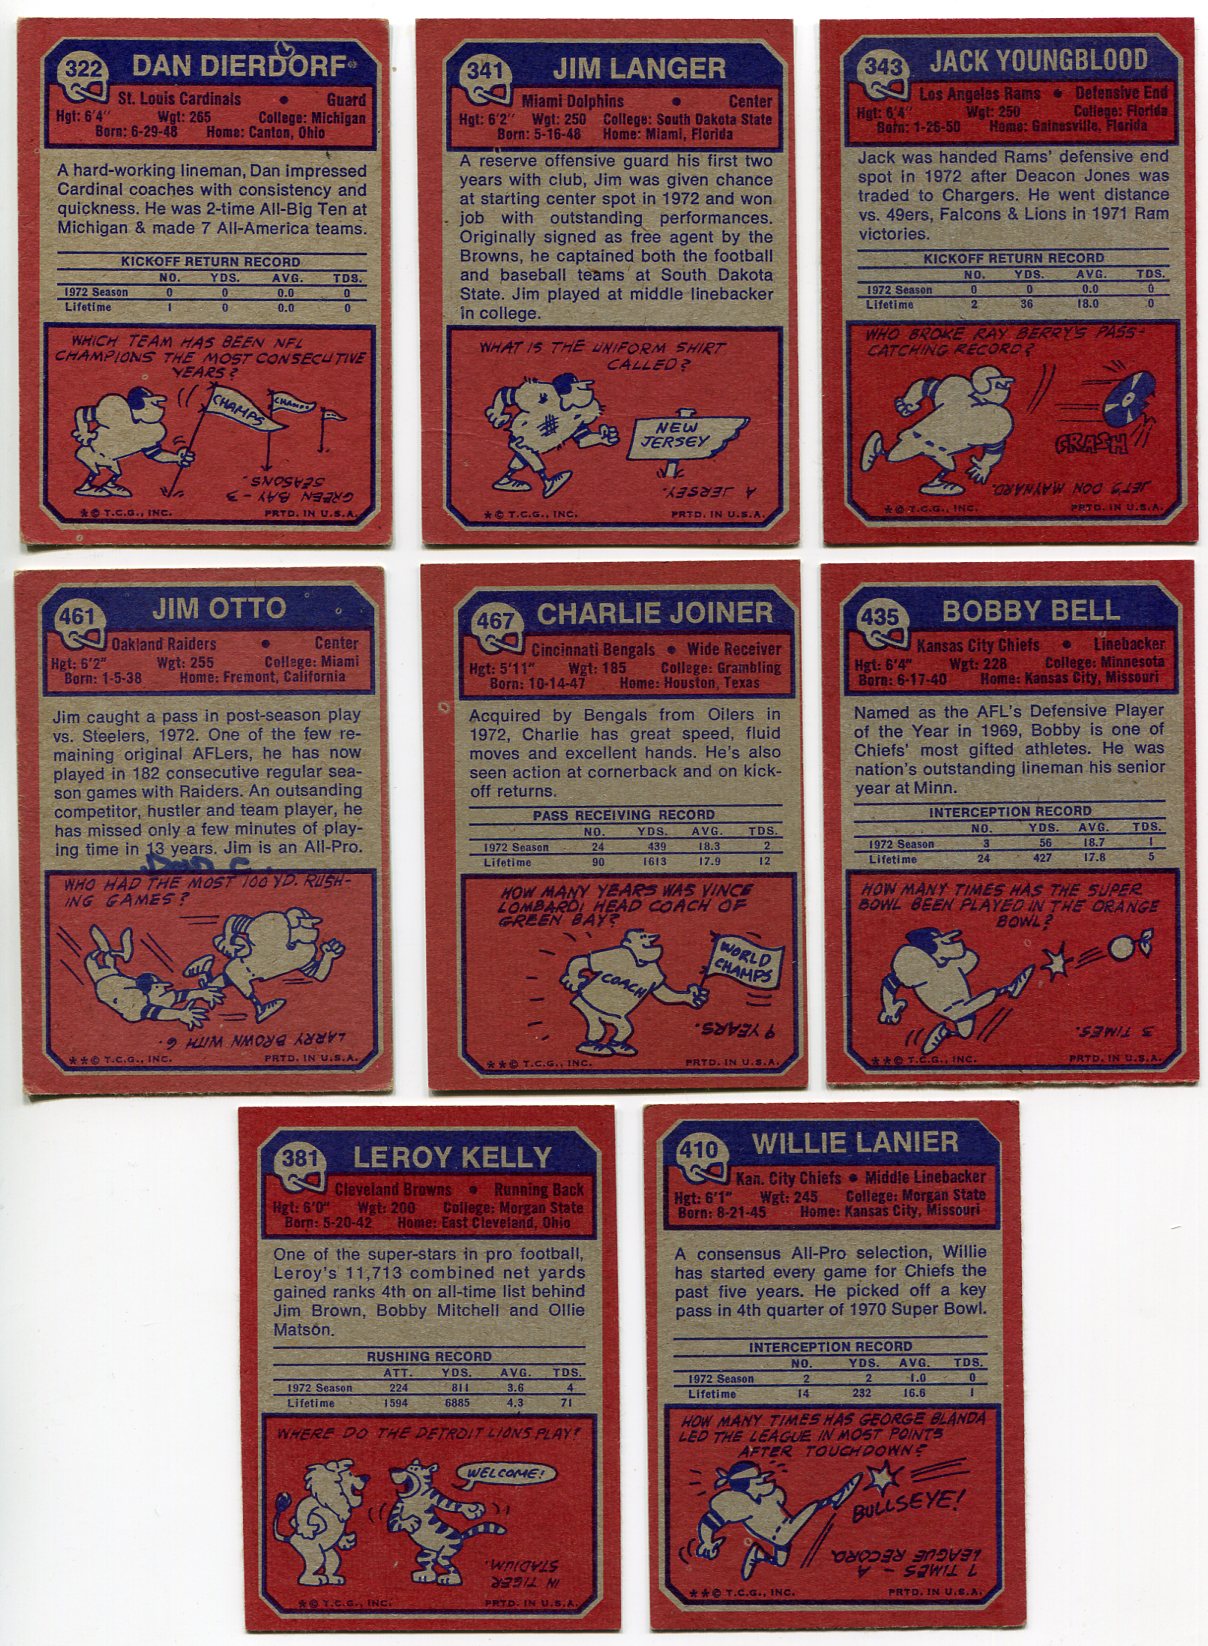 322
DAN DIERDORF
St. Louis Cardinals • Guard
Hgt: 6'4" Wgt: 265 College: Michigan
Born: 6-29-48 Home: Canton, Ohio
A hard-working lineman, Dan impressed
Cardinal coaches with consistency and
quickness. He was 2-time All-Big Ten at
Michigan & made 7 All-America teams.
KICKOFF RETURN RECORD
NO. YDS. AVG. TDS.
1972 Season 0 0 0.0 0
Lifetime 1 0 0.0 0
WHICH TEAM HAS BEEN NFL
CHAMPIONS THE MOST CONSECUTIVE
YEARS?
CHAMPS
CHAMPS
GREEN BAY - 3
SEASONS.
*© T.C.G., INC. PRTD. IN U.S.A.
341
JIM LANGER
Miami Dolphins • Center
Hgt: 6'2" Wgt: 250 College: South Dakota State
Born: 5-16-48 Home: Miami, Florida
A reserve offensive guard his first two
years with club, Jim was given chance
at starting center spot in 1972 and won
job with outstanding performances.
Originally signed as free agent by the
Browns, he captained both the football
and baseball teams at South Dakota
State. Jim played at middle linebacker
in college.
WHAT IS THE UNIFORM SHIRT
CALLED?
NEW
JERSEY
A JERSEY.
*© T.C.G., INC. PRTD. IN U.S.A.
343
JACK YOUNGBLOOD
Los Angeles Rams • Defensive End
Hgt: 6'4" Wgt: 250 College: Florida
Born: 1-26-50 Home: Gainesville, Florida
Jack was handed Rams' defensive end
spot in 1972 after Deacon Jones was
traded to Chargers. He went distance
vs. 49ers, Falcons & Lions in 1971 Ram
victories.
KICKOFF RETURN RECORD
NO. YDS. AVG. TDS.
1972 Season 0 0 0.0 0
Lifetime 2 36 18.0 0
WHO BROKE RAY BERRY'S PASS-
CATCHING RECORD?
CRASH
JETS, DON MAYNARD.
*© T.C.G., INC. PRTD. IN U.S.A.
461
JIM OTTO
Oakland Raiders • Center
Hgt: 6'2" Wgt: 255 College: Miami
Born: 1-5-38 Home: Fremont, California
Jim caught a pass in post-season play
vs. Steelers, 1972. One of the few re-
maining original AFLers, he has now
played in 182 consecutive regular sea-
son games with Raiders. An outsanding
competitor, hustler and team player, he
has missed only a few minutes of play-
ing time in 13 years. Jim is an All-Pro.
WHO HAD THE MOST 100 YD. RUSH-
ING GAMES?
LARRY BROWN WITH 6.
**© T.C.G., INC. PRTD. IN U.S.A.
467
CHARLIE JOINER
Cincinnati Bengals • Wide Receiver
Hgt: 5'11" Wgt: 185 College: Grambling
Born: 10-14-47 Home: Houston, Texas
Acquired by Bengals from Oilers in
1972, Charlie has great speed, fluid
moves and excellent hands. He's also
seen action at cornerback and on kick-
off returns.
PASS RECEIVING RECORD
NO. YDS. AVG. TDS.
1972 Season 24 439 18.3 2
Lifetime 90 1613 17.9 12
HOW MANY YEARS WAS VINCE
LOMBARDI HEAD COACH OF
GREEN BAY?
COACH
WORLD
CHAMPS
9 YEARS.
**© T.C.G., INC. PRTD. IN U.S.A.
435
BOBBY BELL
Kansas City Chiefs • Linebacker
Hgt: 6'4" Wgt: 228 College: Minnesota
Born: 6-17-40 Home: Kansas City, Missouri
Named as the AFL's Defensive Player
of the Year in 1969, Bobby is one of
Chiefs' most gifted athletes. He was
nation's outstanding lineman his senior
year at Minn.
INTERCEPTION RECORD
NO. YDS. AVG. TDS.
1972 Season 3 56 18.7 1
Lifetime 24 427 17.8 5
HOW MANY TIMES HAS THE SUPER
BOWL BEEN PLAYED IN THE ORANGE
BOWL?
3 TIMES.
**© T.C.G., INC. PRTD. IN U.S.A.
381
LEROY KELLY
Cleveland Browns • Running Back
Hgt: 6'0" Wgt: 200 College: Morgan State
Born: 5-20-42 Home: East Cleveland, Ohio
One of the super-stars in pro football,
Leroy's 11,713 combined net yards
gained ranks 4th on all-time list behind
Jim Brown, Bobby Mitchell and Ollie
Matson.
RUSHING RECORD
ATT. YDS. AVG. TDS.
1972 Season 224 811 3.6 4
Lifetime 1594 6885 4.3 71
WHERE DO THE DETROIT LIONS PLAY?
WELCOME!
IN TIGER
STADIUM.
*© T.C.G., INC. PRTD. IN U.S.A.
410
WILLIE LANIER
Kan. City Chiefs • Middle Linebacker
Hgt: 6'1" Wgt: 245 College: Morgan State
Born: 8-21-45 Home: Kansas City, Missouri
A consensus All-Pro selection, Willie
has started every game for Chiefs the
past five years. He picked off a key
pass in 4th quarter of 1970 Super Bowl.
INTERCEPTION RECORD
NO. YDS. AVG. TDS.
1972 Season 2 2 1.0 0
Lifetime 14 232 16.6 1
HOW MANY TIMES HAS GEORGE BLANDA
LED THE LEAGUE IN MOST POINTS
AFTER TOUCHDOWN?
BULLSEYE!
7 TIMES - A
LEAGUE RECORD.
**© T.C.G., INC. PRTD. IN U.S.A.